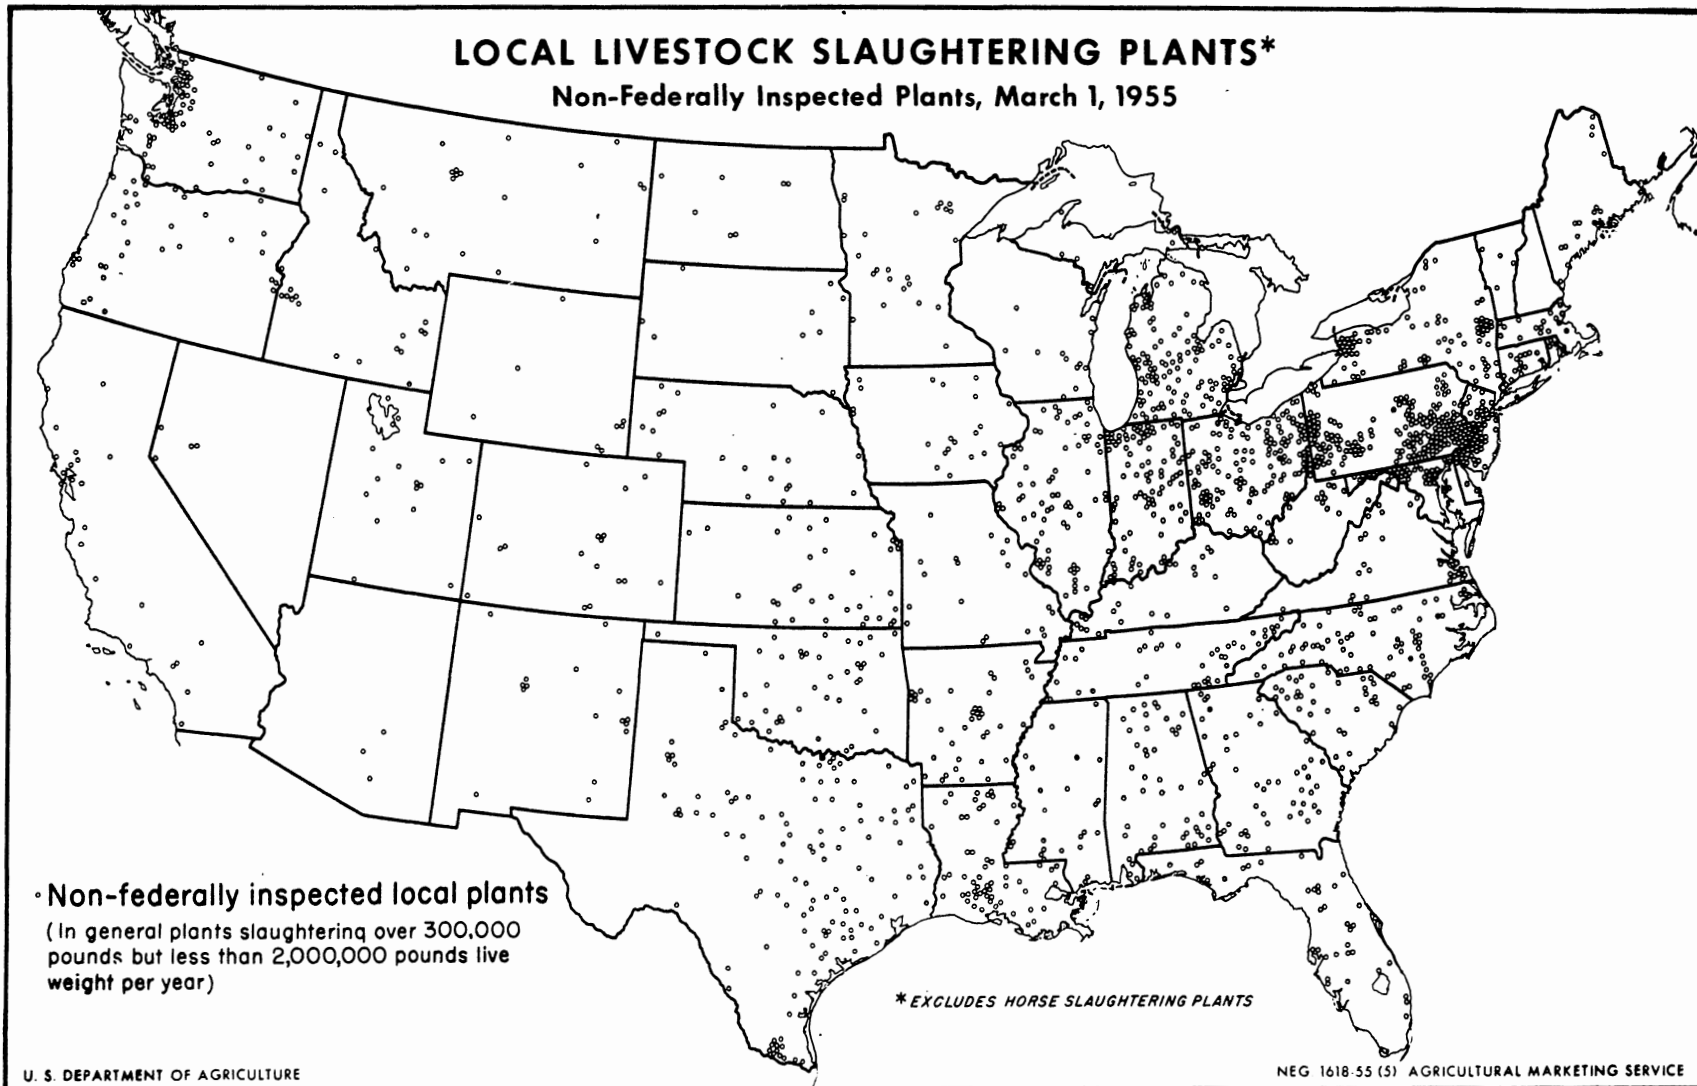 LOCAL LIVESTOCK SLAUGHTERING PLANTS*
Non-Federally Inspected Plants, March 1, 1955
Non-federally inspected local plants
(In general plants slaughtering over 300,000
pounds but less than 2,000,000 pounds live
weight per year)
*EXCLUDES HORSE SLAUGHTERING PLANTS
U. S. DEPARTMENT OF AGRICULTURE
NEG 1618-55 (5) AGRICULTURAL MARKETING SERVICE